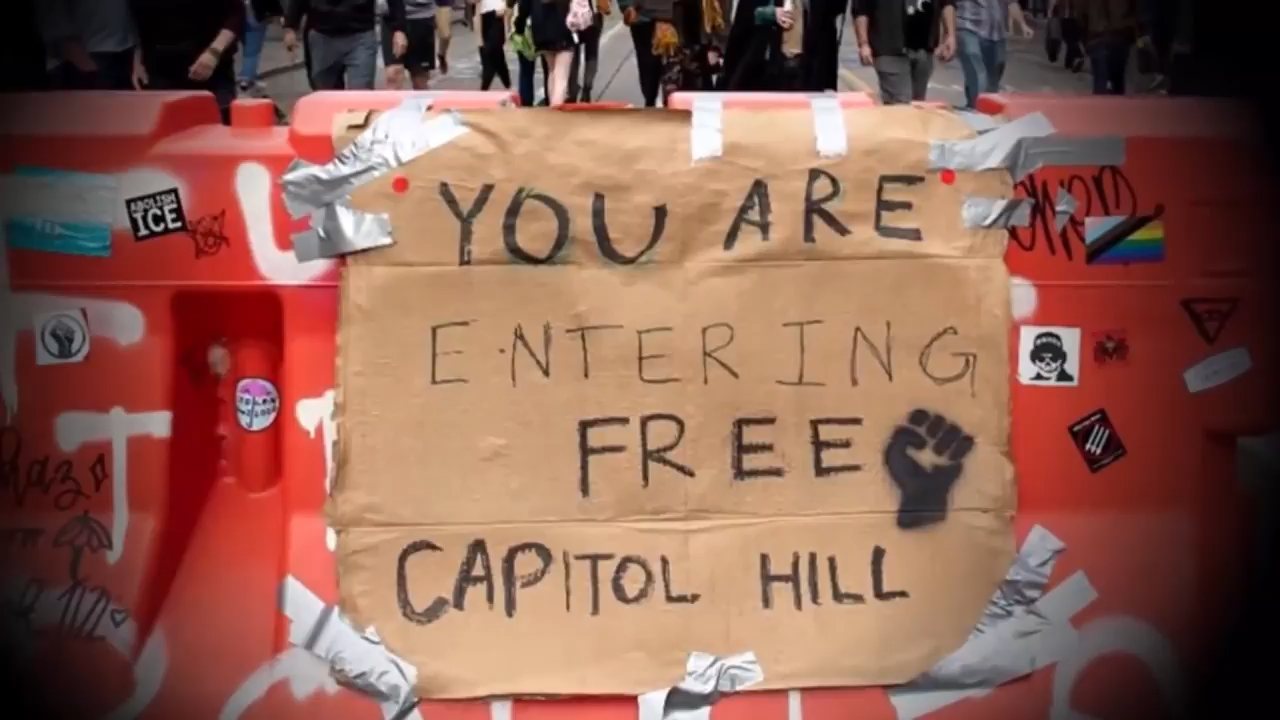 YOU ARE
ENTERING
FREE
CAPITOL HILL
ABOLISH
ICE